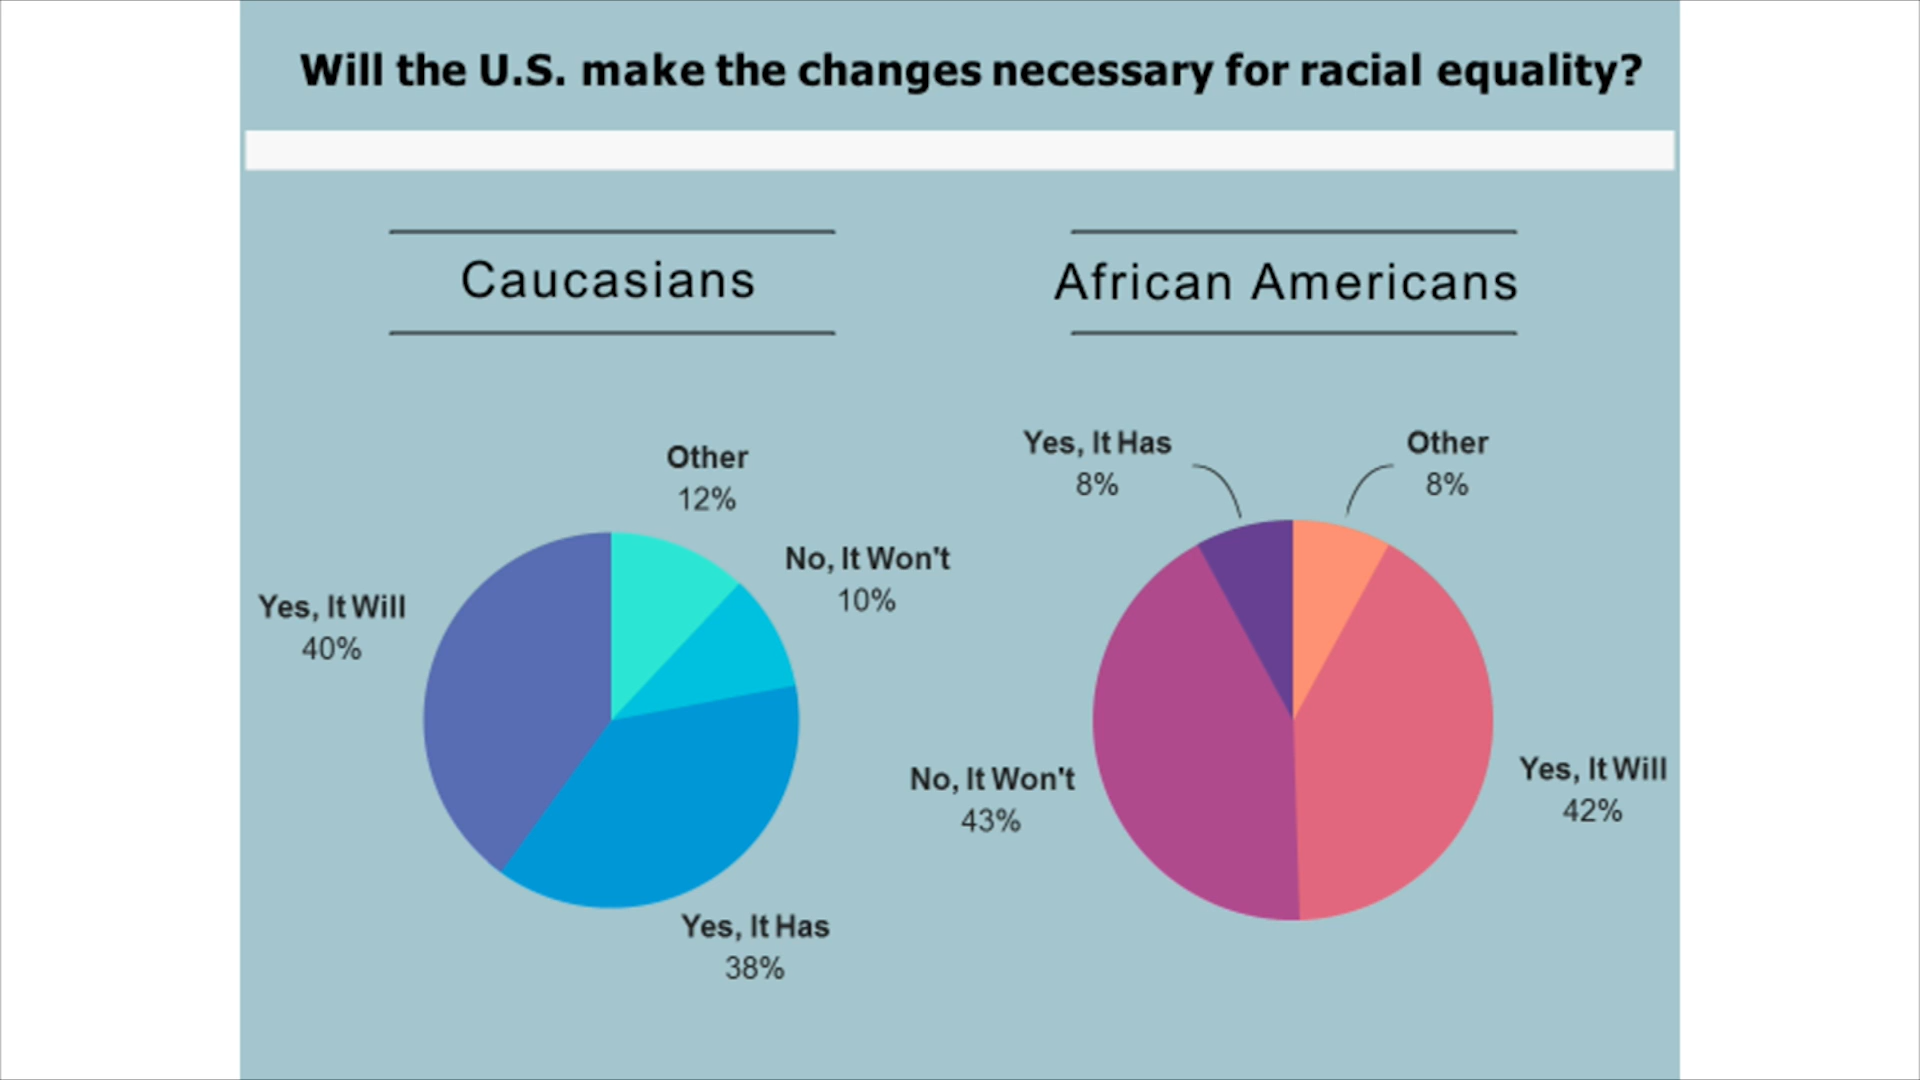 Will the U.S. make the changes necessary for racial equality?
Caucasians
Other
12%
No, It Won't
10%
Yes, It Will
40%
Yes, It Has
38%
African Americans
Yes, It Has
8%
Other
8%
No, It Won't
43%
Yes, It Will
42%